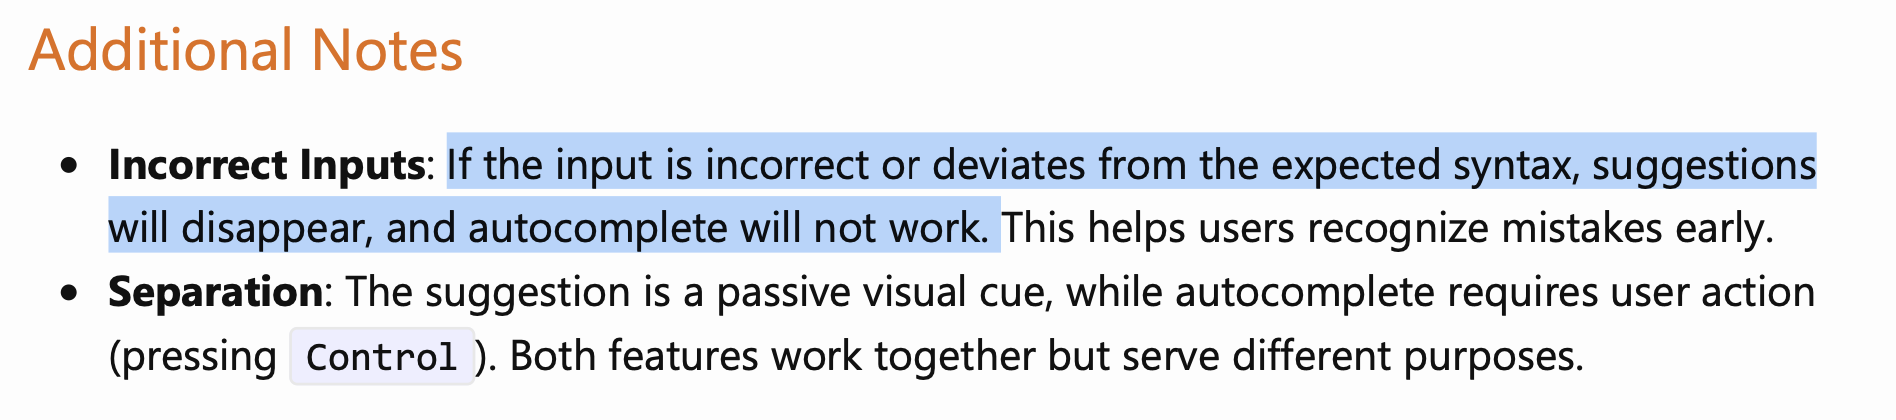 Additional Notes
• Incorrect Inputs: If the input is incorrect or deviates from the expected syntax, suggestions
will disappear, and autocomplete will not work. This helps users recognize mistakes early.
• Separation: The suggestion is a passive visual cue, while autocomplete requires user action
(pressing Control). Both features work together but serve different purposes.